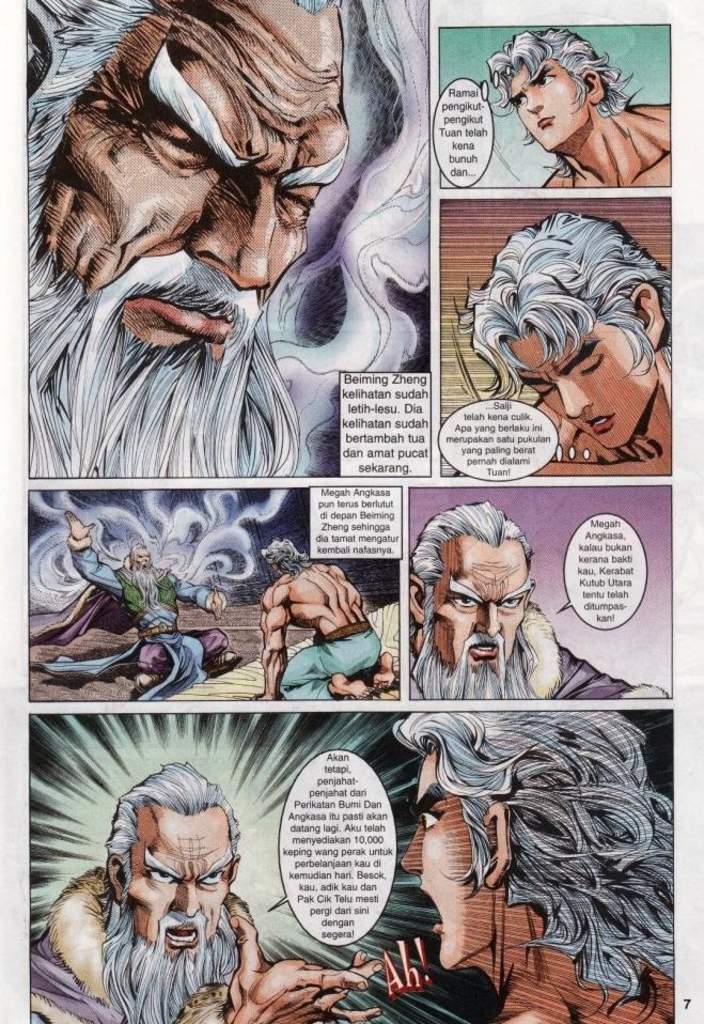 Beiming Zheng
kelihatan sudah
letih-lesu. Dia
kelihatan sudah
bertambah tua
dan amat pucat
sekarang.
Ramai
pengikut-
pengikut
Tuan telah
kena
bunuh
dan...
...Saiji
telah kena culik.
Apa yang berlaku ini
merupakan satu pukulan
yang paling berat
pernah dialami
Tuan!
Megah Angkasa
pun terus berlutut
di depan Beiming
Zheng sehingga
dia tamat mengatur
kembali nafasnya.
Megah
Angkasa,
kalau bukan
kerana bakti
kau, Kerabat
Kutub Utara
tentu telah
ditumpas-
kan!
Akan
tetapi,
penjahat-
penjahat dari
Perikatan Bumi Dan
Angkasa itu pasti akan
datang lagi. Aku telah
menyediakan 10,000
keping wang perak untuk
perbelanjaan kau di
kemudian hari. Besok,
kau, adik kau dan
Pak Cik Telu mesti
pergi dari sini
dengan
segera!
Ah!
7